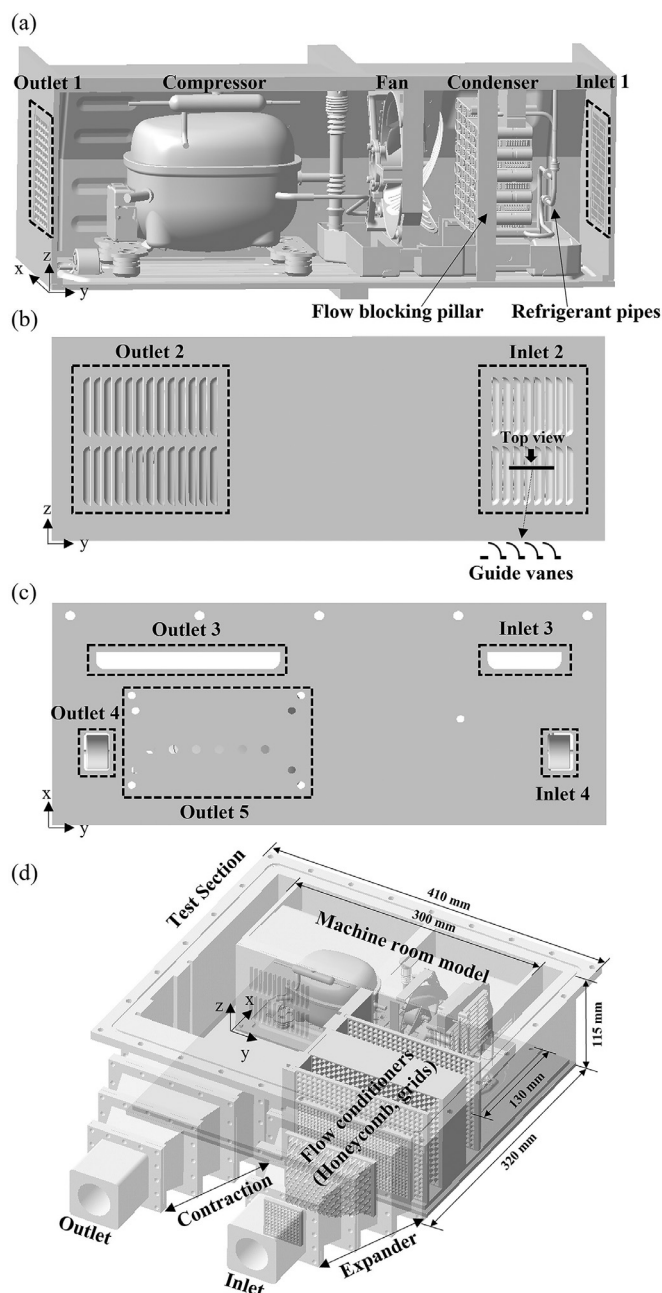 (a)
Outlet 1
Compressor
Fan
Condenser
Inlet 1
x
z
y
Flow blocking pillar
Refrigerant pipes
(b)
Outlet 2
Inlet 2
Top view
z
y
Guide vanes
(c)
Outlet 3
Inlet 3
Outlet 4
Outlet 5
Inlet 4
x
y
(d)
Test Section
410 mm
300 mm
Machine room model
z
x
y
115 mm
130 mm
320 mm
Flow conditioners
(Honeycomb, grids)
Contraction
Outlet
Expander
Inlet